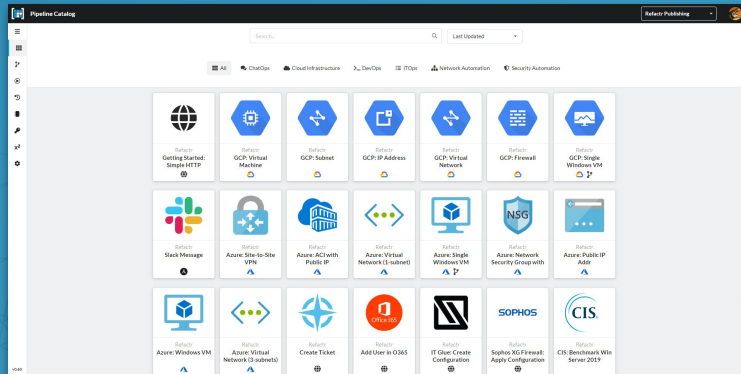 Pipeline Catalog
Refactr Publishing
Search...
Last Updated
All
ChatOps
Cloud Infrastructure
DevOps
ITOps
Network Automation
Security Automation
Refactr
Getting Started:
Simple HTTP
Refactr
GCP: Virtual
Machine
Refactr
GCP: Subnet
Refactr
GCP: IP Address
Refactr
GCP: Virtual
Network
Refactr
GCP: Firewall
Refactr
GCP: Single
Windows VM
Refactr
Slack Message
Refactr
Azure: Site-to-Site
VPN
Refactr
Azure: ACI with
Public IP
Refactr
Azure: Virtual
Network (1-subnet)
Refactr
Azure: Single
Windows VM
NSG
Refactr
Azure: Network
Security Group with
Refactr
Azure: Public IP
Addr
Refactr
Azure: Windows VM
Refactr
Azure: Virtual
Network (3-subnets)
Refactr
Create Ticket
Office 365
Refactr
Add User in O365
Refactr
IT Glue: Create
Configuration
SOPHOS
Refactr
Sophos XG Firewall:
Apply Configuration
CIS.
Refactr
CIS: Benchmark Win
Server 2019